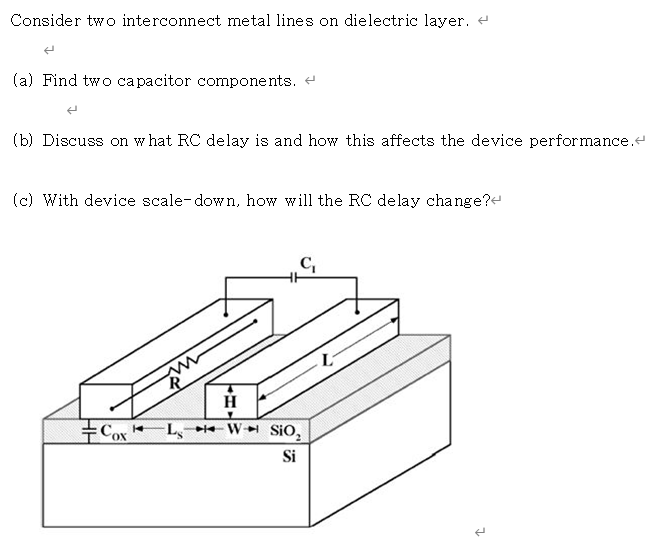 Consider two interconnect metal lines on dielectric layer. ↵
↵
(a) Find two capacitor components. ↵
↵
(b) Discuss on what RC delay is and how this affects the device performance.↵
(c) With device scale-down, how will the RC delay change?↵
C_I
L
R
H
C_OX L_S W SiO₂
Si
↵